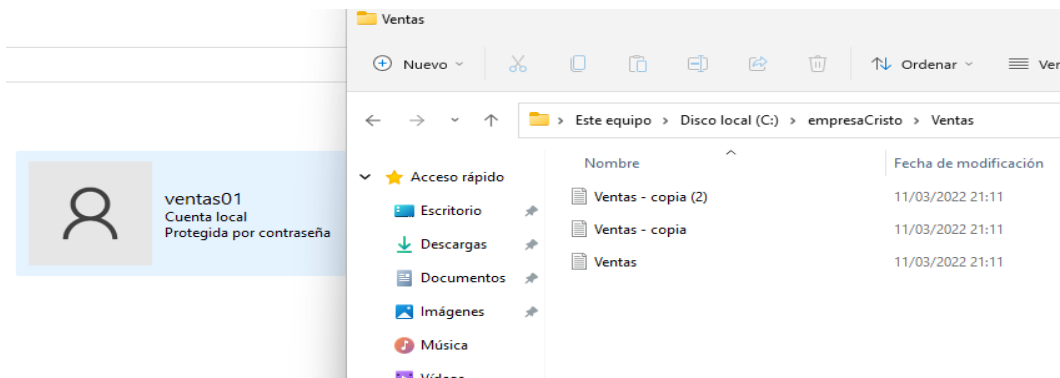 Ventas
Nuevo
Ordenar
Ver
Este equipo > Disco local (C:) > empresaCristo > Ventas
Nombre
Fecha de modificación
Acceso rápido
Escritorio
Descargas
Documentos
Imágenes
Música
Vídeos
Ventas - copia (2)
11/03/2022 21:11
Ventas - copia
11/03/2022 21:11
Ventas
11/03/2022 21:11
ventas01
Cuenta local
Protegida por contraseña